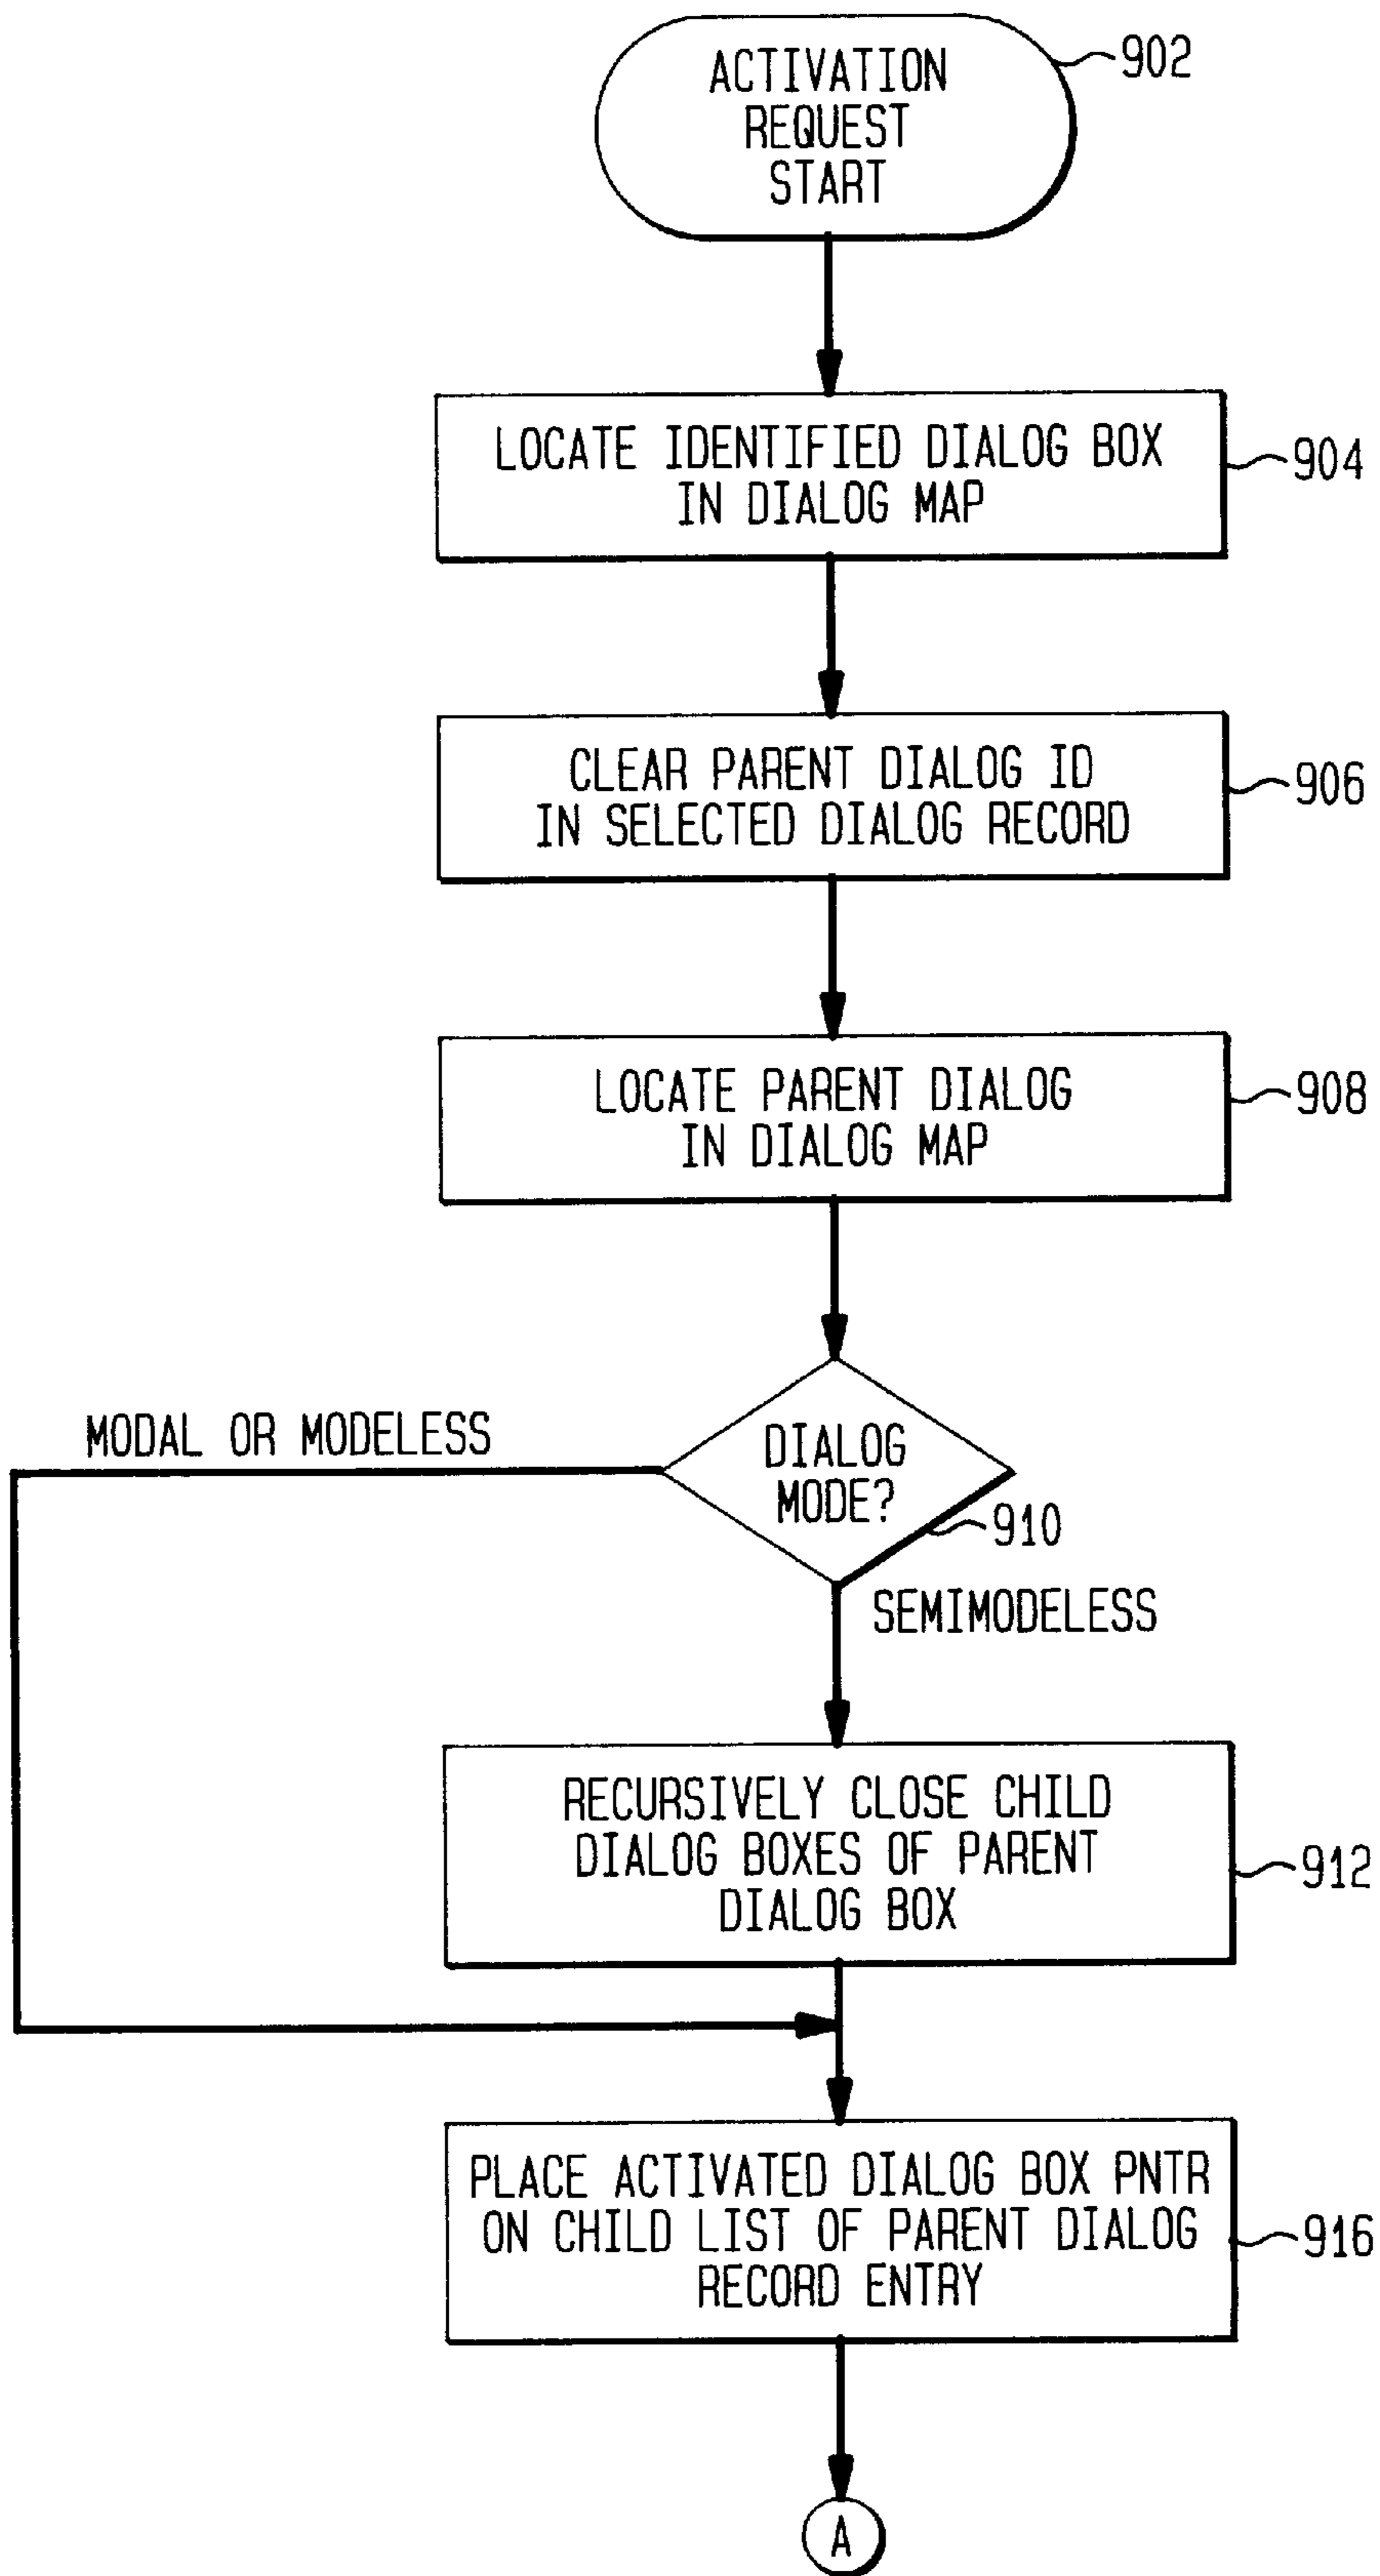 ACTIVATION
REQUEST
START
902
LOCATE IDENTIFIED DIALOG BOX
IN DIALOG MAP
904
CLEAR PARENT DIALOG ID
IN SELECTED DIALOG RECORD
906
LOCATE PARENT DIALOG
IN DIALOG MAP
908
MODAL OR MODELESS
DIALOG
MODE?
910
SEMIMODELESS
RECURSIVELY CLOSE CHILD
DIALOG BOXES OF PARENT
DIALOG BOX
912
PLACE ACTIVATED DIALOG BOX PNTR
ON CHILD LIST OF PARENT DIALOG
RECORD ENTRY
916
A